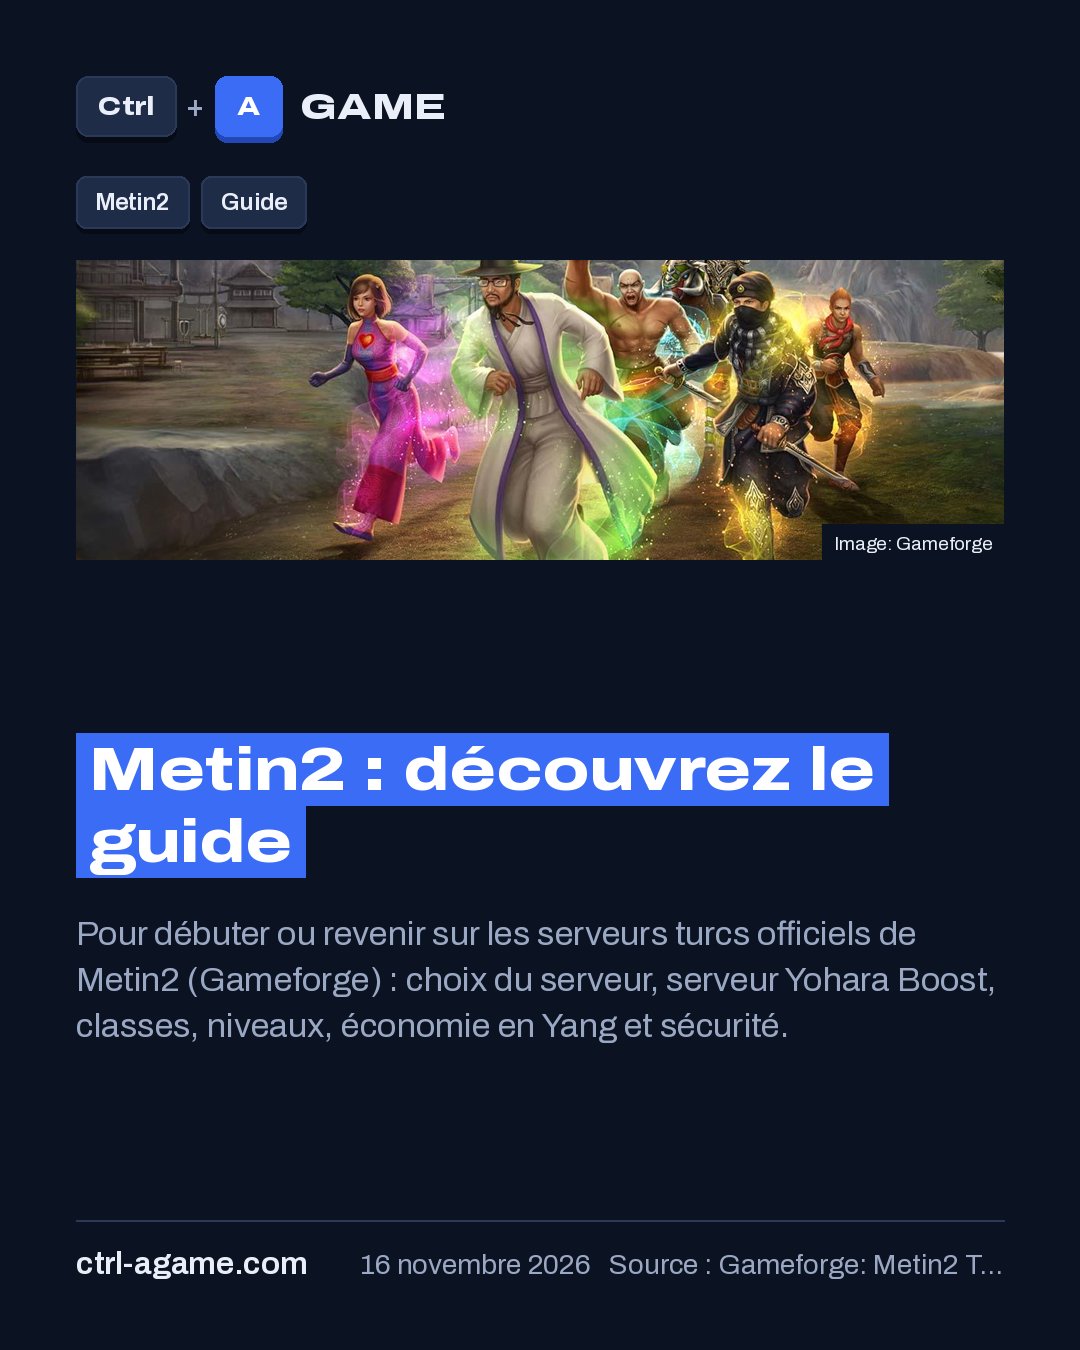 Ctrl + A GAME
Metin2 Guide
Image: Gameforge
Metin2 : découvrez le
guide
Pour débuter ou revenir sur les serveurs turcs officiels de
Metin2 (Gameforge) : choix du serveur, serveur Yohara Boost,
classes, niveaux, économie en Yang et sécurité.
ctrl-agame.com 16 novembre 2026 Source : Gameforge: Metin2 T...